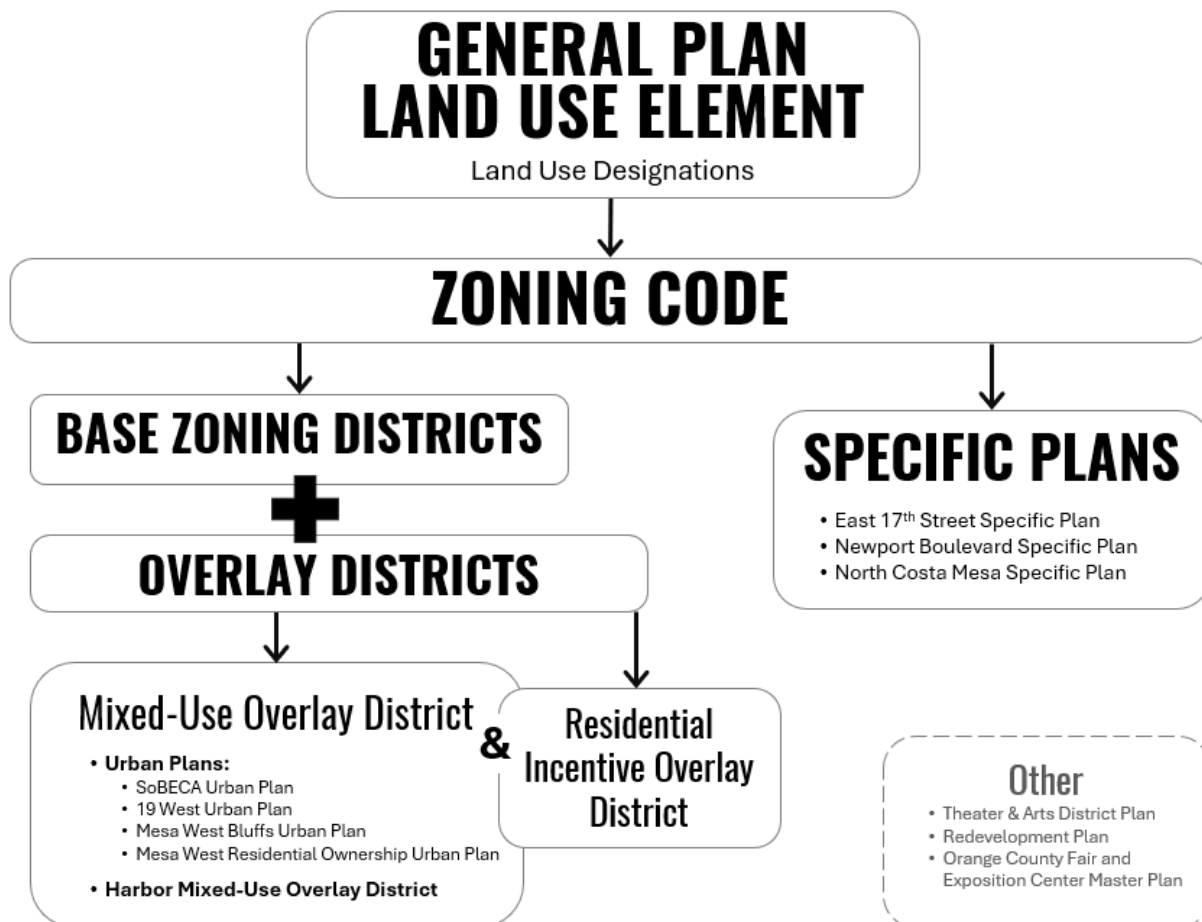 GENERAL PLAN
LAND USE ELEMENT
Land Use Designations
ZONING CODE
BASE ZONING DISTRICTS
OVERLAY DISTRICTS
SPECIFIC PLANS
• East 17th Street Specific Plan
• Newport Boulevard Specific Plan
• North Costa Mesa Specific Plan
Mixed-Use Overlay District
• Urban Plans:
• SoBECA Urban Plan
• 19 West Urban Plan
• Mesa West Bluffs Urban Plan
• Mesa West Residential Ownership Urban Plan
• Harbor Mixed-Use Overlay District
&
Residential
Incentive Overlay
District
Other
• Theater & Arts District Plan
• Redevelopment Plan
• Orange County Fair and
Exposition Center Master Plan